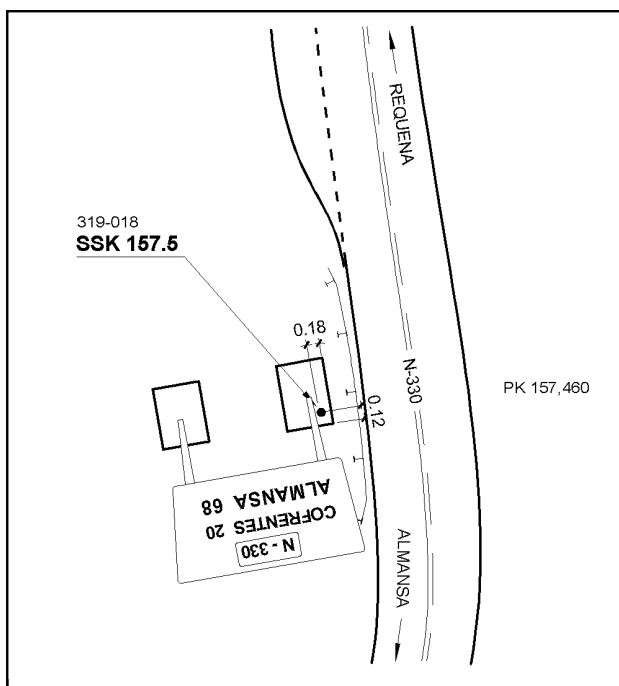 REQUENA
319-018
SSK 157.5
0.18
N-330
PK 157,460
0.12
N - 330
COFRENTES 20
ALMANSA 68
ALMANSA